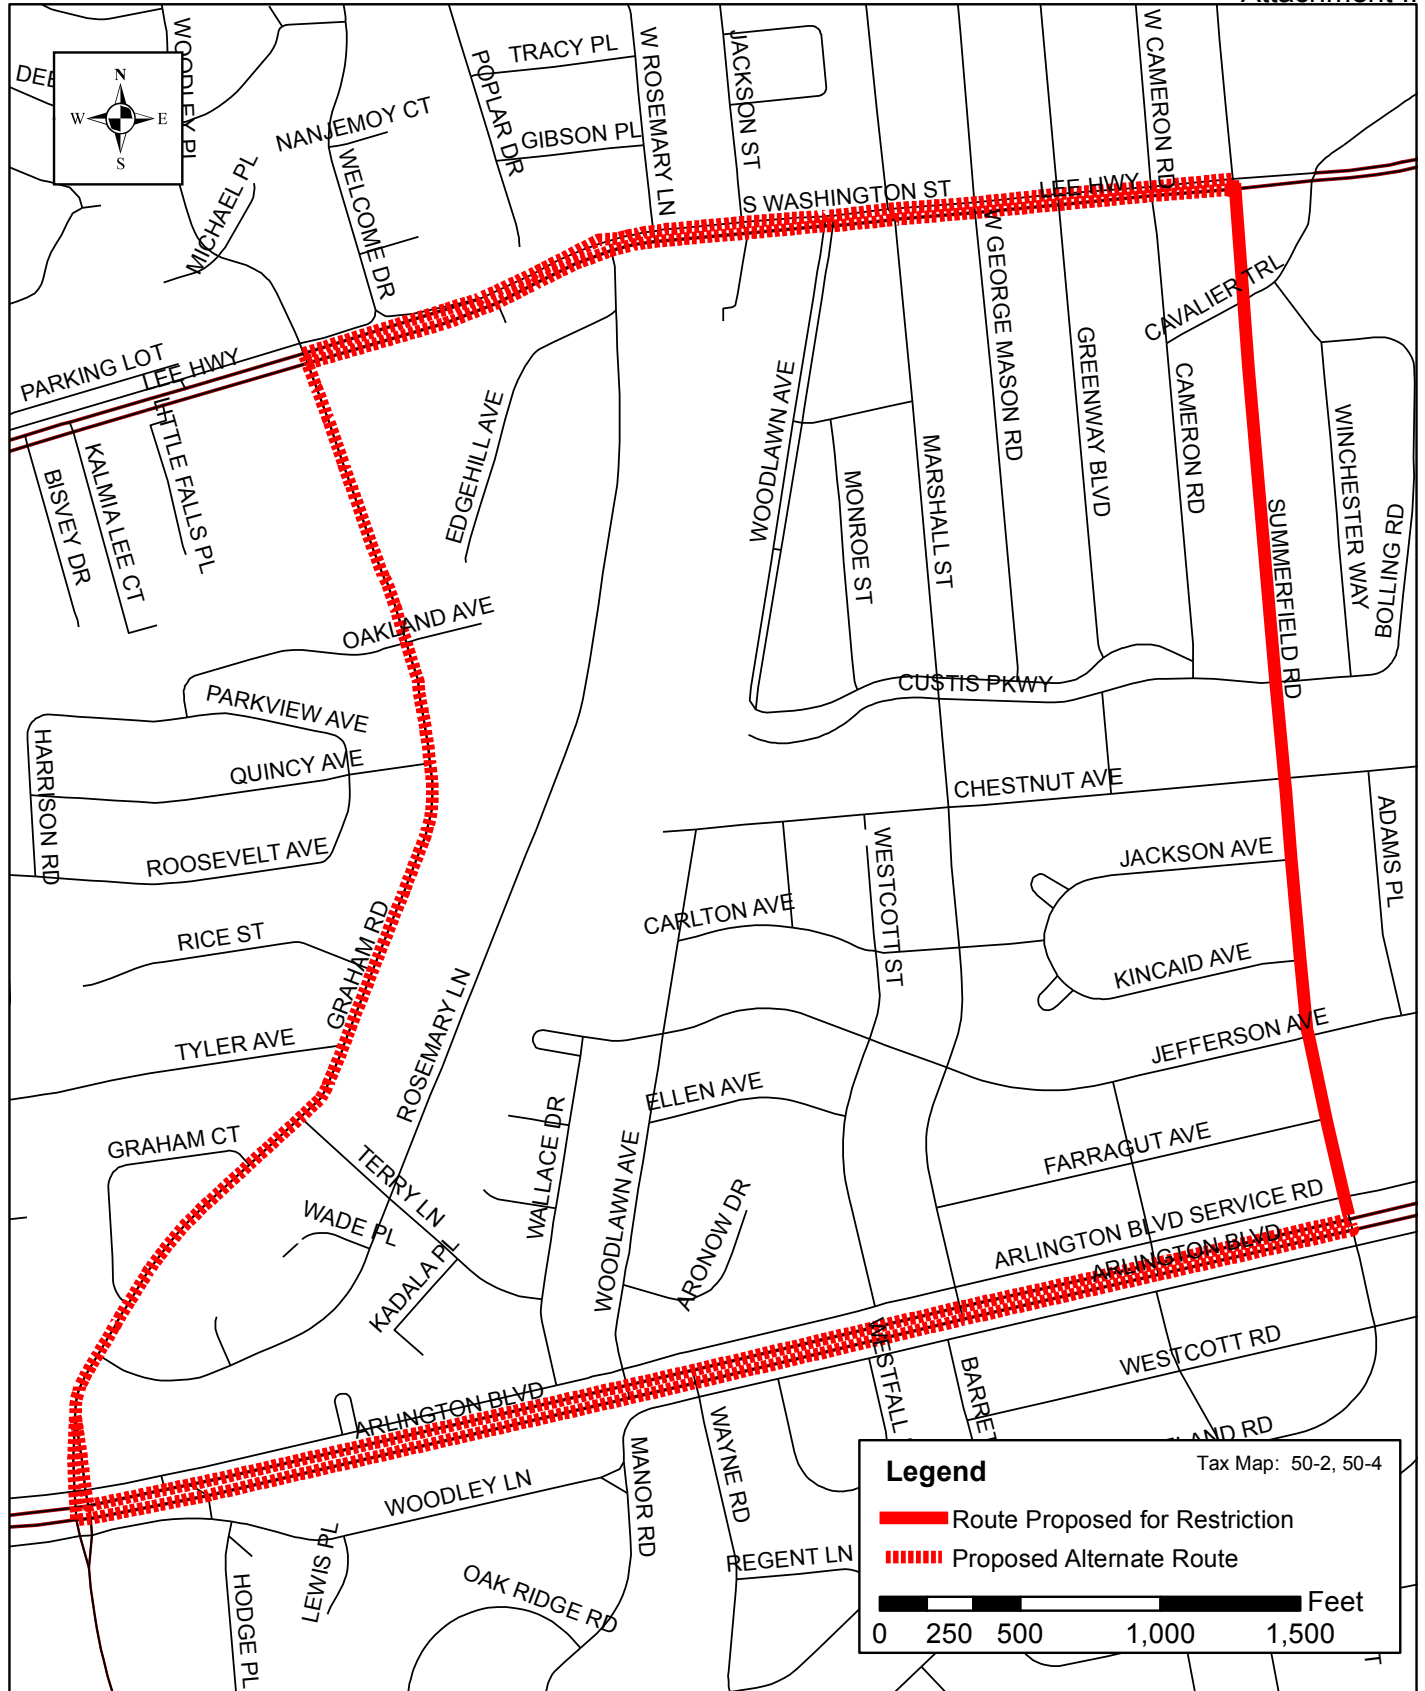 TRACY PL
W ROSEMARY LN
JACKSON ST
W CAMERON RD
WOODLEY PL
POPLAR DR
N
W
E
S
NANJEMOY CT
GIBSON PL
WELCOME DR
MICHAEL PL
S WASHINGTON ST
LEE HWY
CAVALIER TRL
W GEORGE MASON RD
PARKING LOT
LEE HWY
LITTLE FALLS PL
KALMIA LEE CT
BISVEY DR
EDGEHILL AVE
WOODLAWN AVE
MONROE ST
MARSHALL ST
GREENWAY BLVD
CAMERON RD
SUMMERFIELD RD
WINCHESTER WAY
BOLLING RD
OAKLAND AVE
PARKVIEW AVE
CUSTIS PKWY
HARRISON RD
QUINCY AVE
CHESTNUT AVE
ADAMS PL
ROOSEVELT AVE
WESTCOTT ST
JACKSON AVE
CARLTON AVE
RICE ST
GRAHAM RD
KINCAID AVE
ROSEMARY LN
TYLER AVE
JEFFERSON AVE
ELLEN AVE
WALLACE DR
GRAHAM CT
TERRY LN
FARRAGUT AVE
WOODLAWN AVE
ARONOW DR
WADE PL
KADALA PL
ARLINGTON BLVD SERVICE RD
ARLINGTON BLVD
WESTFALL
BARRET
WESTCOTT RD
ARLINGTON BLVD
WAYNE RD
MANOR RD
WOODLEY LN
LEWIS PL
HODGE PL
OAK RIDGE RD
REGENT LN
LAND RD
Legend
Tax Map: 50-2, 50-4
Route Proposed for Restriction
Proposed Alternate Route
Feet
0 250 500 1,000 1,500